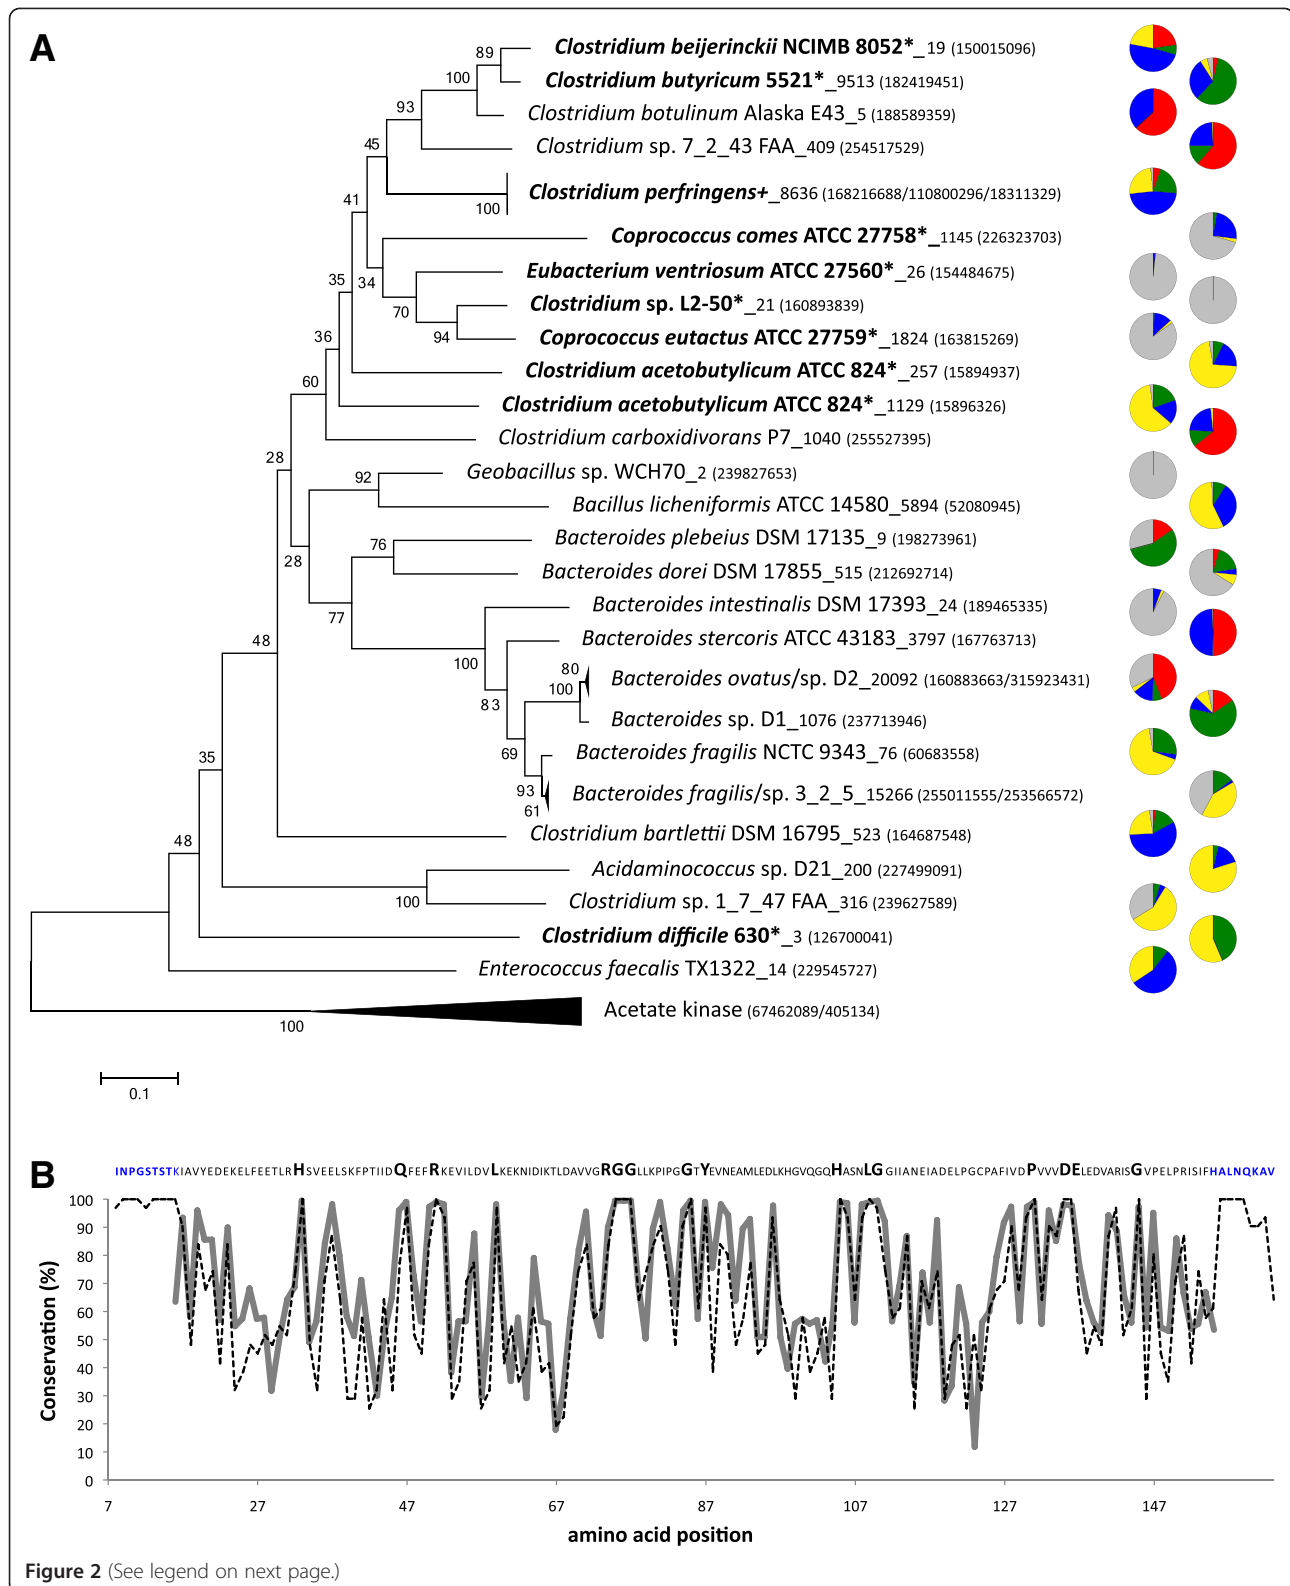 A
89
Clostridium beijerinckii NCIMB 8052*_19 (150015096)
100
Clostridium butyricum 5521*_9513 (182419451)
93
Clostridium botulinum Alaska E43_5 (188589359)
45
Clostridium sp. 7_2_43 FAA_409 (254517529)
Clostridium perfringens+_8636 (168216688/110800296/18311329)
100
41
Coprococcus comes ATCC 27758*_1145 (226323703)
35
34
Eubacterium ventriosum ATCC 27560*_26 (154484675)
70
Clostridium sp. L2-50*_21 (160893839)
36
94
Coprococcus eutactus ATCC 27759*_1824 (163815269)
Clostridium acetobutylicum ATCC 824*_257 (15894937)
60
Clostridium acetobutylicum ATCC 824*_1129 (15896326)
Clostridium carboxidivorans P7_1040 (255527395)
28
92
Geobacillus sp. WCH70_2 (239827653)
Bacillus licheniformis ATCC 14580_5894 (52080945)
28
76
Bacteroides plebeius DSM 17135_9 (198273961)
Bacteroides dorei DSM 17855_515 (212692714)
77
Bacteroides intestinalis DSM 17393_24 (189465335)
48
100
Bacteroides stercoris ATCC 43183_3797 (167763713)
80
100
Bacteroides ovatus/sp. D2_20092 (160883663/315923431)
83
Bacteroides sp. D1_1076 (237713946)
69
Bacteroides fragilis NCTC 9343_76 (60683558)
35
93
61
Bacteroides fragilis/sp. 3_2_5_15266 (255011555/253566572)
Clostridium bartlettii DSM 16795_523 (164687548)
48
Acidaminococcus sp. D21_200 (227499091)
100
Clostridium sp. 1_7_47 FAA_316 (239627589)
Clostridium difficile 630*_3 (126700041)
Enterococcus faecalis TX1322_14 (229545727)
Acetate kinase (67462089/405134)
100
0.1
B
INPGSTSTKIAVYEDEKELFEETLRHSVEELSKFPTIIDQFEFRKEVILDVLKEKNIDIKTLDAVVGRGGLLKPIPGGTYEVNEAMLEDLKHGVQGQHASNLGGIIANEIADELPGCPAFIVDPVVVDELEDVARISGVPELPRISIFHALNQKAV
100
90
80
70
60
50
40
30
20
10
0
Conservation (%)
7 27 47 67 87 107 127 147
amino acid position
Figure 2 (See legend on next page.)